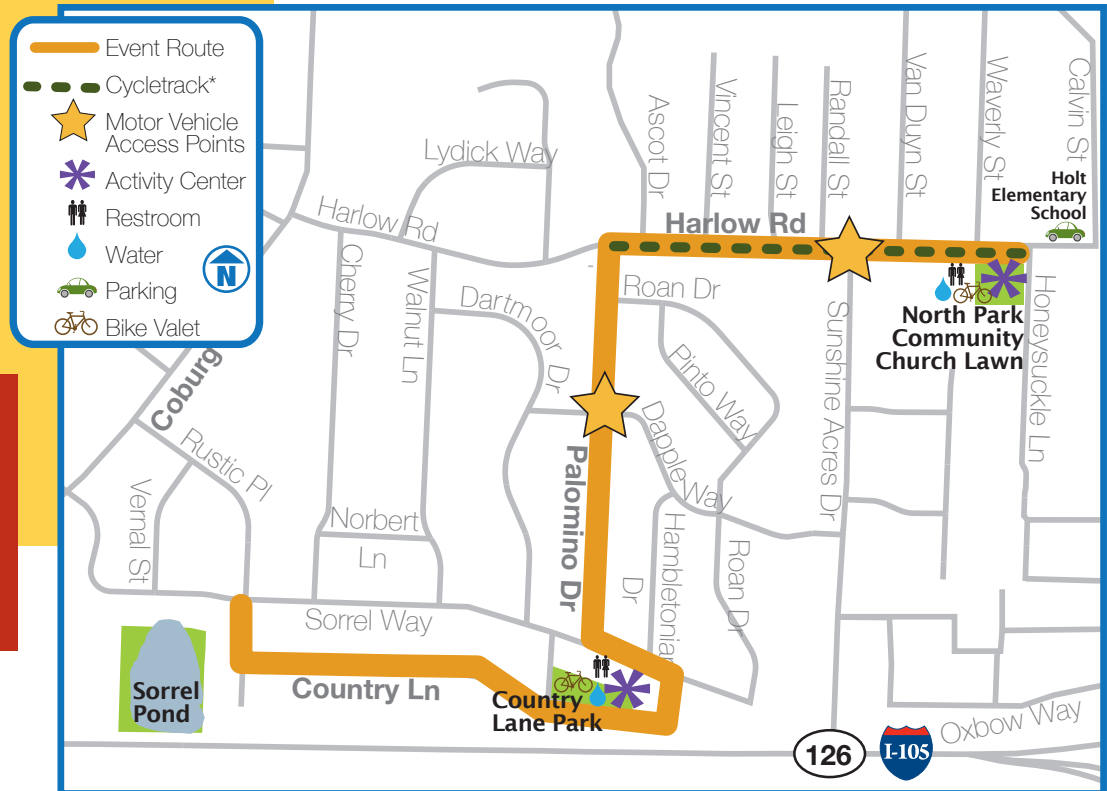 Event Route
Cycletrack*
Motor Vehicle
Access Points
Activity Center
Restroom
Water
N
Parking
Bike Valet
Lydick Way
Ascot Dr
Vincent St
Leigh St
Randall St
Van Duyn St
Waverly St
Calvin St
Holt
Elementary
School
Harlow Rd
Harlow Rd
Cherry Dr
Walnut Ln
Dartmoor Dr
Roan Dr
Pinto Way
Sunshine Acres Dr
North Park
Community
Church Lawn
Honeysuckle Ln
Coburg
Rustic Pl
Vernal St
Norbert
Ln
Palomino Dr
Dapple Way
Hambletonian
Dr
Roan Dr
Sorrel Way
Country Ln
Sorrel
Pond
Country
Lane Park
126
I-105
Oxbow Way